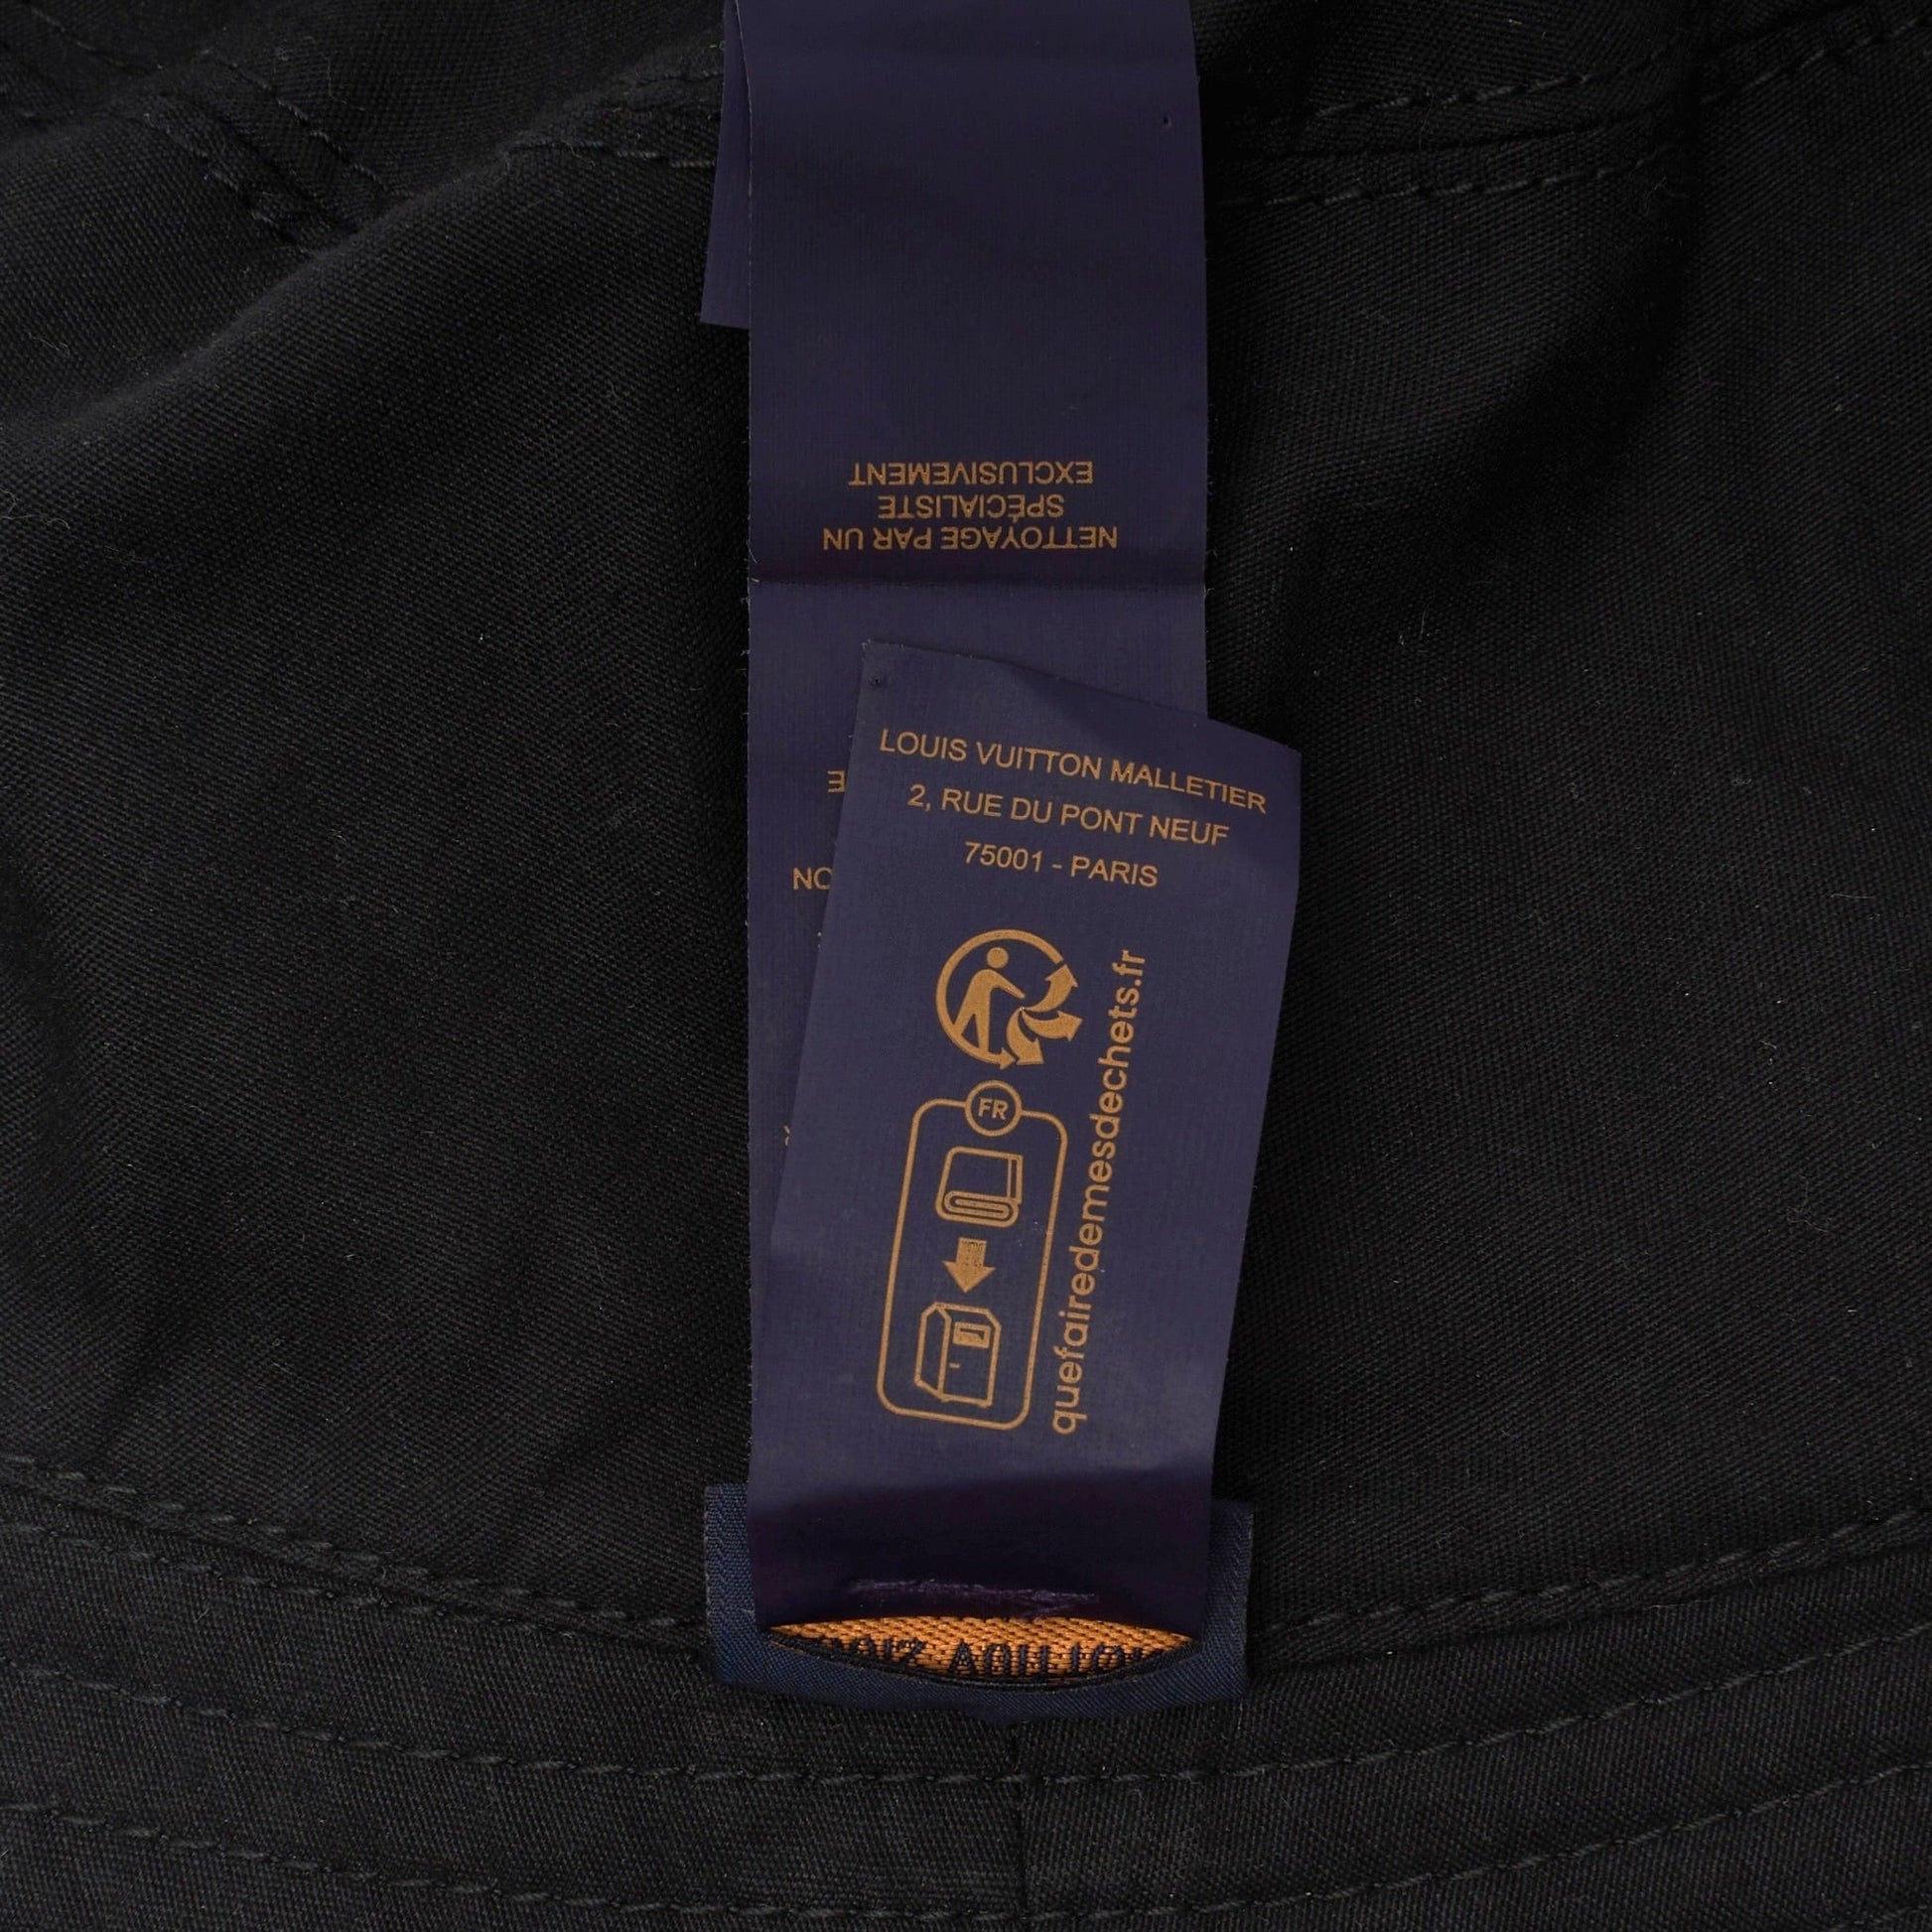 NETTOYAGE PAR UN
SPÉCIALISTE
EXCLUSIVEMENT
LOUIS VUITTON MALLETIER
2, RUE DU PONT NEUF
75001 - PARIS
FR
quefairedemesdechets.fr